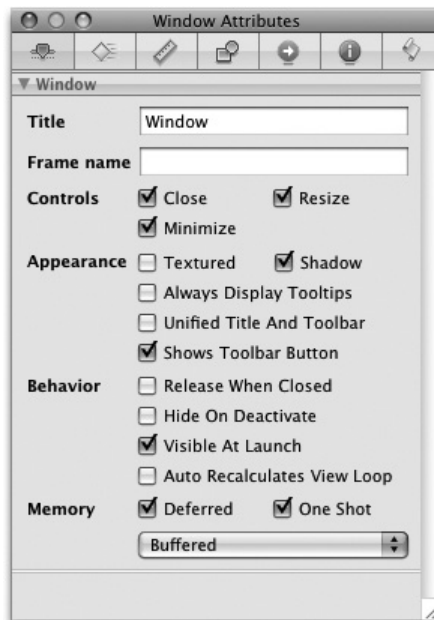 Window Attributes
Window
Title Window
Frame name
Controls Close Resize
Minimize
Appearance Textured Shadow
Always Display Tooltips
Unified Title And Toolbar
Shows Toolbar Button
Behavior Release When Closed
Hide On Deactivate
Visible At Launch
Auto Recalculates View Loop
Memory Deferred One Shot
Buffered